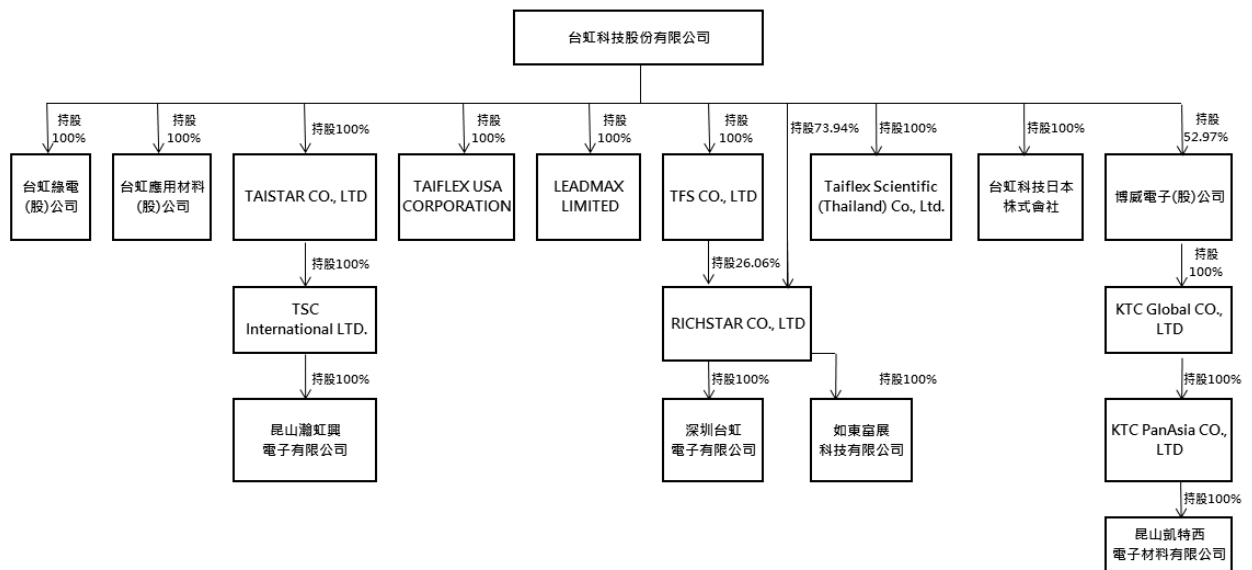 台虹科技股份有限公司
持股
100%
持股
100%
持股100%
持股
100%
持股
100%
持股
100%
持股73.94%
持股100%
持股100%
持股
52.97%
台虹綠電
(股)公司
台虹應用材料
(股)公司
TAISTAR CO., LTD
TAIFLEX USA
CORPORATION
LEADMAX
LIMITED
TFS CO., LTD
Taiflex Scientific
(Thailand) Co., Ltd.
台虹科技日本
株式會社
博威電子(股)公司
持股100%
持股26.06%
持股
100%
TSC
International LTD.
RICHSTAR CO., LTD
KTC Global CO.,
LTD
持股100%
持股100%
持股100%
持股100%
昆山瀚虹興
電子有限公司
深圳台虹
電子有限公司
如東富展
科技有限公司
KTC PanAsia CO.,
LTD
持股100%
昆山凱特西
電子材料有限公司